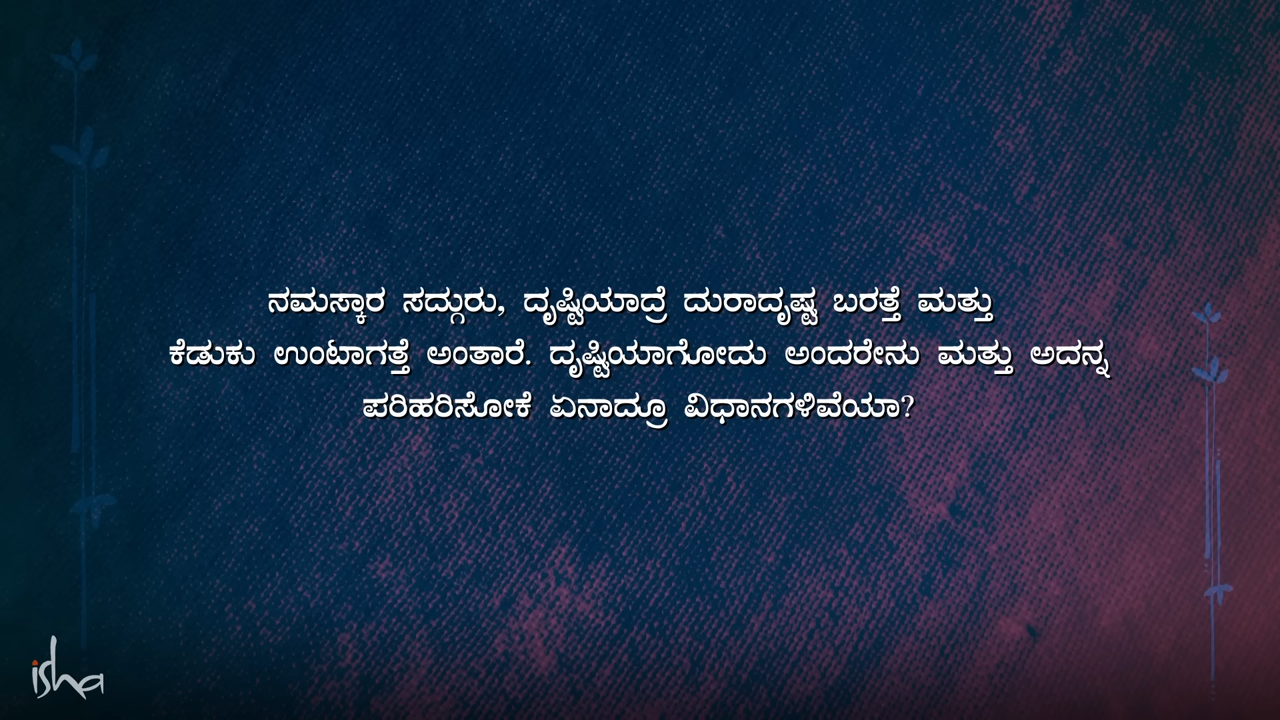 ನಮಸ್ಕಾರ ಸದ್ಗುರು, ದೃಷ್ಟಿಯಾದ್ರೆ ದುರಾದೃಷ್ಟ ಬರತ್ತೆ ಮತ್ತು
ಕೆಡುಕು ಉಂಟಾಗತ್ತೆ ಅಂತಾರೆ. ದೃಷ್ಟಿಯಾಗೋದು ಅಂದರೇನು ಮತ್ತು ಅದನ್ನ
ಪರಿಹರಿಸೋಕೆ ಏನಾದ್ರೂ ವಿಧಾನಗಳಿವೆಯಾ?
isha